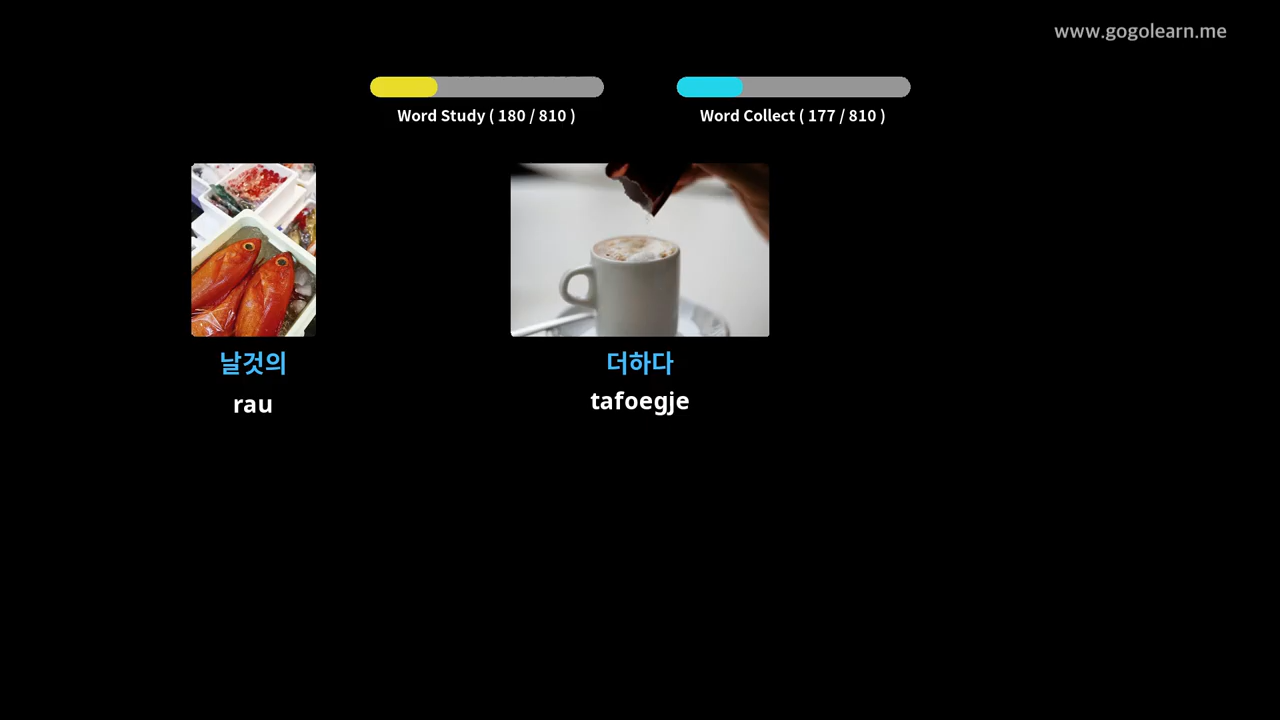 www.gogolearn.me
Word Study ( 180 / 810 )
Word Collect ( 177 / 810 )
날것의
rau
더하다
tafoegje